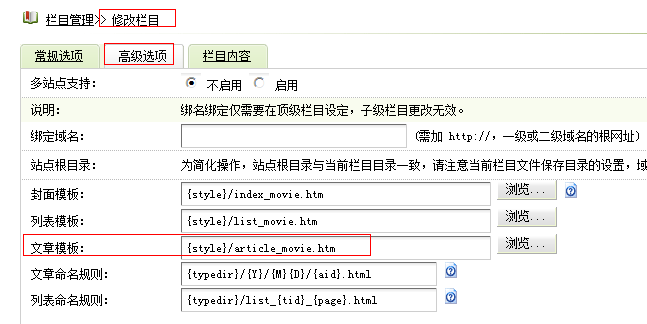 栏目管理>> 修改栏目
常规选项 高级选项 栏目内容
多站点支持： 不启用 启用
说明： 绑名绑定仅需要在顶级栏目设定，子级栏目更改无效。
绑定域名： (需加 http://，一级或二级域名的根网址)
站点根目录： 为简化操作，站点根目录与当前栏目目录一致，请注意当前栏目文件保存目录的设置，域
封面模板： {style}/index_movie.htm 浏览...
列表模板： {style}/list_movie.htm 浏览...
文章模板： {style}/article_movie.htm 浏览...
文章命名规则： {typedir}/{Y}/{M}{D}/{aid}.html
列表命名规则： {typedir}/list_{tid}_{page}.html